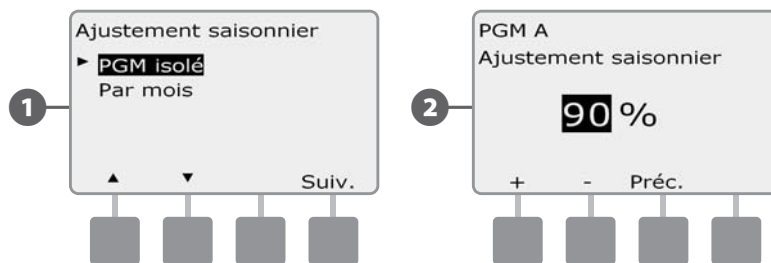 1
Ajustement saisonnier
► PGM isolé
Par mois
▲ ▼ Suiv.
2
PGM A
Ajustement saisonnier
90 %
+ - Préc.